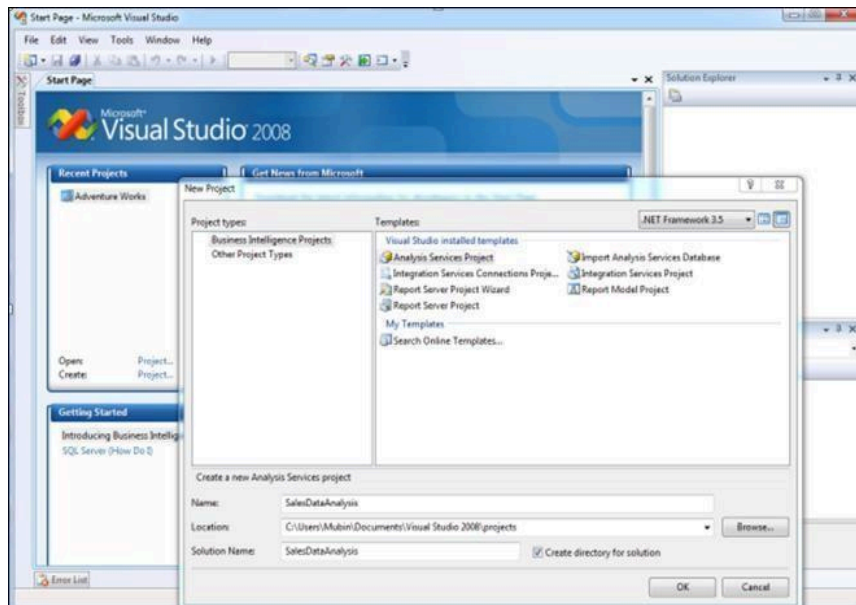 Start Page - Microsoft Visual Studio
File Edit View Tools Window Help
Toolbox
Start Page
Solution Explorer
Microsoft
Visual Studio 2008
Recent Projects
Get News from Microsoft
Adventure Works
Open: Project...
Create: Project...
Getting Started
Introducing Business Intellig
SQL Server (How Do I)
Error List
New Project
Project types:
Templates:
.NET Framework 3.5
Business Intelligence Projects
Other Project Types
Visual Studio installed templates
Analysis Services Project
Import Analysis Services Database
Integration Services Connections Proje...
Integration Services Project
Report Server Project Wizard
Report Model Project
Report Server Project
My Templates
Search Online Templates...
Create a new Analysis Services project
Name: SalesDataAnalysis
Location: C:\Users\Mubin\Documents\Visual Studio 2008\projects
Browse...
Solution Name: SalesDataAnalysis
Create directory for solution
OK
Cancel